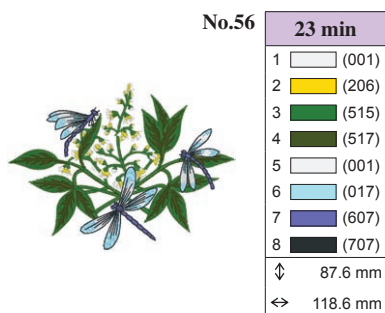 No.56
23 min
1 (001)
2 (206)
3 (515)
4 (517)
5 (001)
6 (017)
7 (607)
8 (707)
↕ 87.6 mm
↔ 118.6 mm